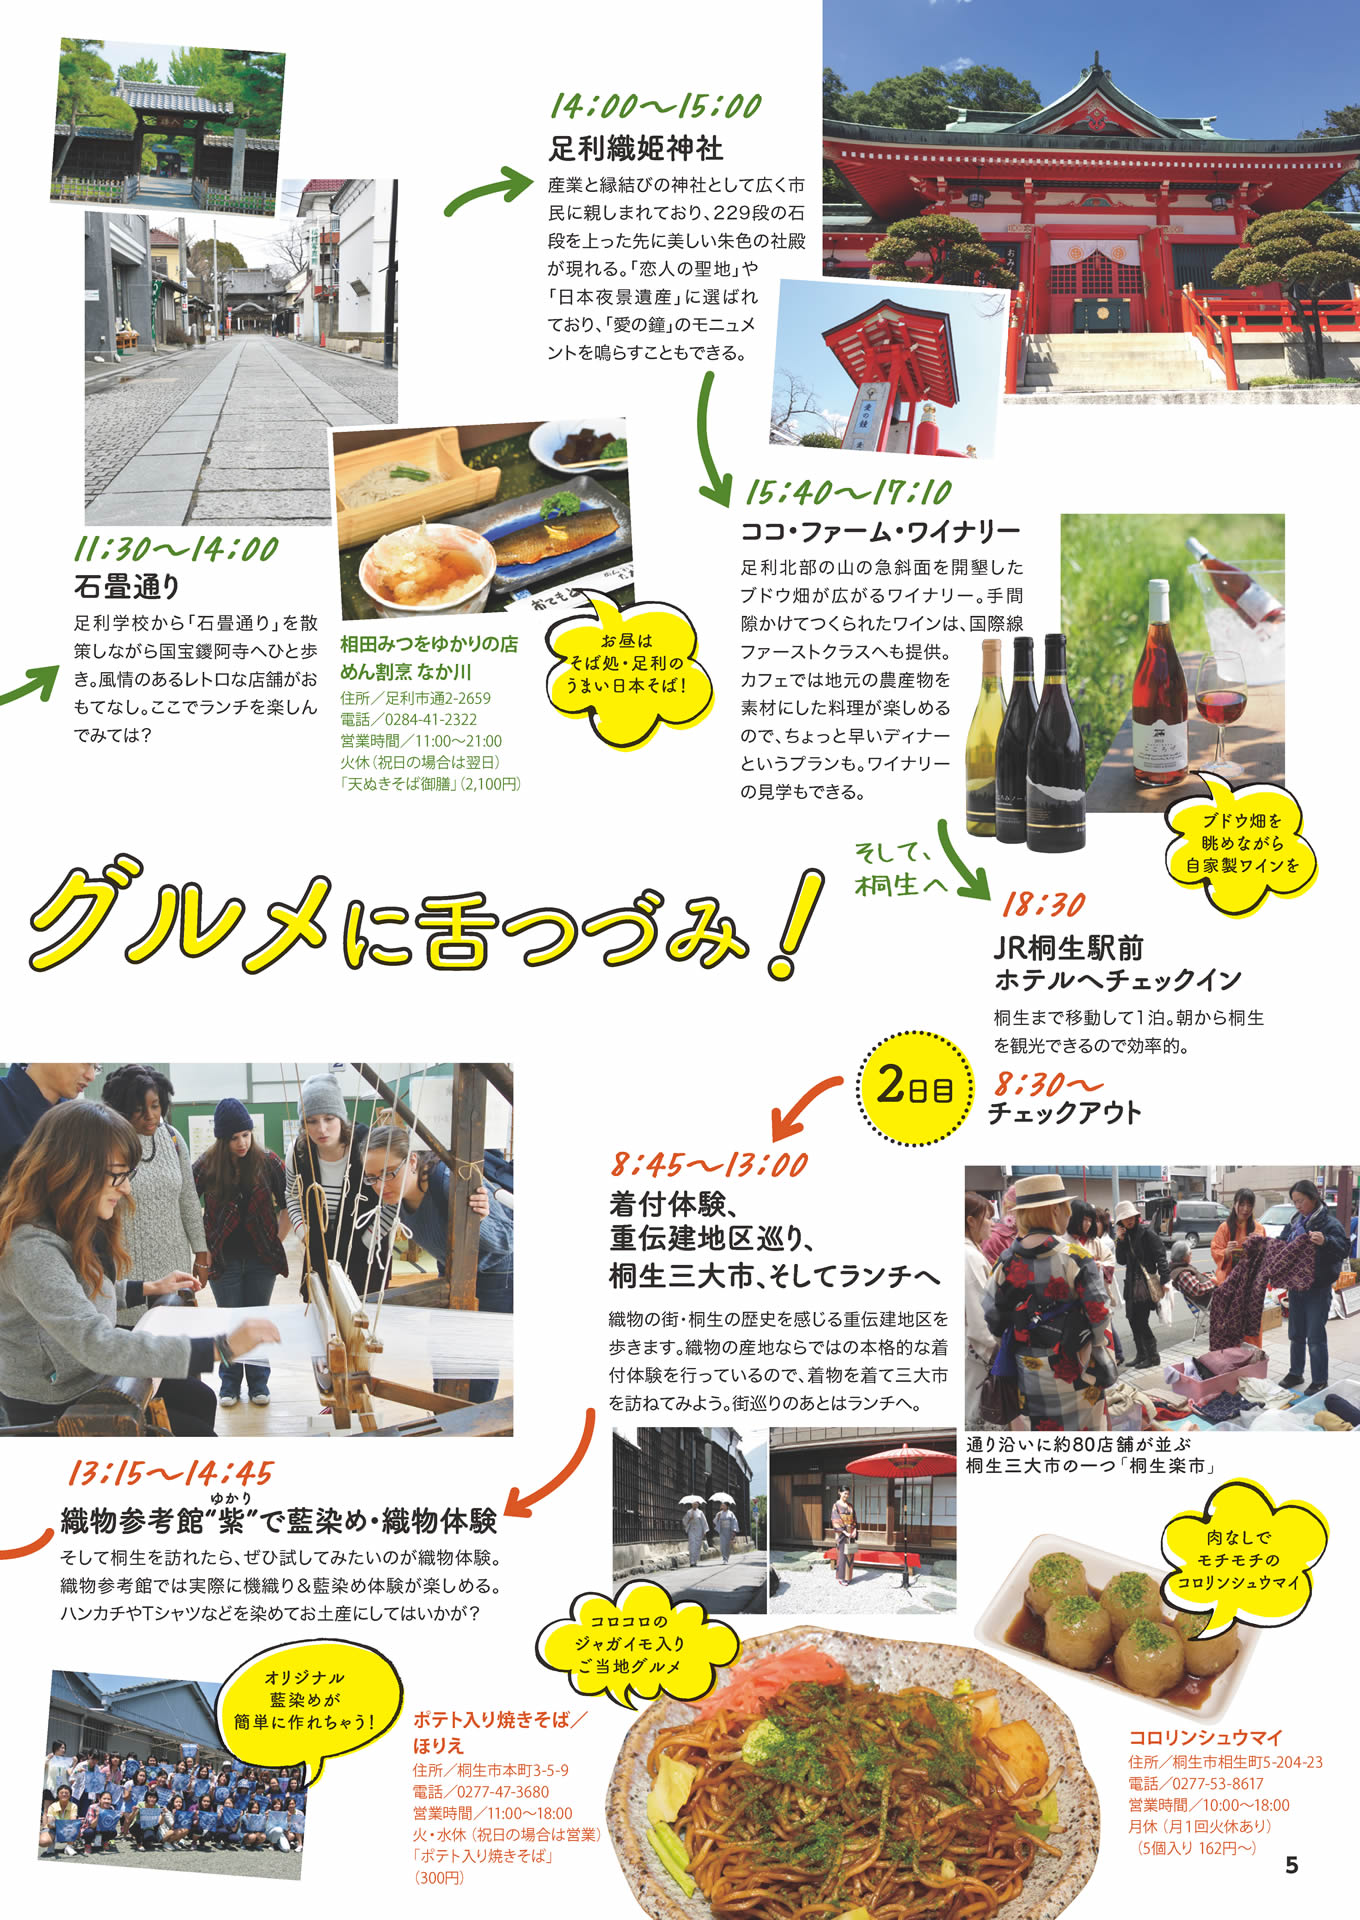 11:30〜14:00
石畳通り
足利学校から「石畳通り」を散
策しながら国宝鑁阿寺へひと歩
き。風情のあるレトロな店舗がお
もてなし。ここでランチを楽しん
でみては？
相田みつをゆかりの店
めん割烹 なか川
住所／足利市通2-2659
電話／0284-41-2322
営業時間／11:00〜21:00
火休（祝日の場合は翌日）
「天ぬきそば御膳」（2,100円）
お昼は
そば処・足利の
うまい日本そば！
おてもと
14:00〜15:00
足利織姫神社
産業と縁結びの神社として広く市
民に親しまれており、229段の石
段を上った先に美しい朱色の社殿
が現れる。「恋人の聖地」や
「日本夜景遺産」に選ばれ
ており、「愛の鐘」のモニュメ
ントを鳴らすこともできる。
愛の鐘
15:40〜17:10
ココ・ファーム・ワイナリー
足利北部の山の急斜面を開墾した
ブドウ畑が広がるワイナリー。手間
隙かけてつくられたワインは、国際線
ファーストクラスへも提供。
カフェでは地元の農産物を
素材にした料理が楽しめる
ので、ちょっと早いディナー
というプランも。ワイナリー
の見学もできる。
ブドウ畑を
眺めながら
自家製ワインを
そして、
桐生へ
グルメに舌つづみ！
18:30
JR桐生駅前
ホテルへチェックイン
桐生まで移動して1泊。朝から桐生
を観光できるので効率的。
2日目
8:30〜
チェックアウト
8:45〜13:00
着付体験、
重伝建地区巡り、
桐生三大市、そしてランチへ
織物の街・桐生の歴史を感じる重伝建地区を
歩きます。織物の産地ならではの本格的な着
付体験を行っているので、着物を着て三大市
を訪ねてみよう。街巡りのあとはランチへ。
通り沿いに約80店舗が並ぶ
桐生三大市の一つ「桐生楽市」
13:15〜14:45
ゆかり
織物参考館“紫”で藍染め・織物体験
そして桐生を訪れたら、ぜひ試してみたいのが織物体験。
織物参考館では実際に機織り＆藍染め体験が楽しめる。
ハンカチやTシャツなどを染めてお土産にしてはいかが？
オリジナル
藍染めが
簡単に作れちゃう！
コロコロの
ジャガイモ入り
ご当地グルメ
ポテト入り焼きそば／
ほりえ
住所／桐生市本町3-5-9
電話／0277-47-3680
営業時間／11:00〜18:00
火・水休（祝日の場合は営業）
「ポテト入り焼きそば」
（300円）
肉なしで
モチモチの
コロリンシュウマイ
コロリンシュウマイ
住所／桐生市相生町5-204-23
電話／0277-53-8617
営業時間／10:00〜18:00
月休（月1回火休あり）
（5個入り 162円〜）
5